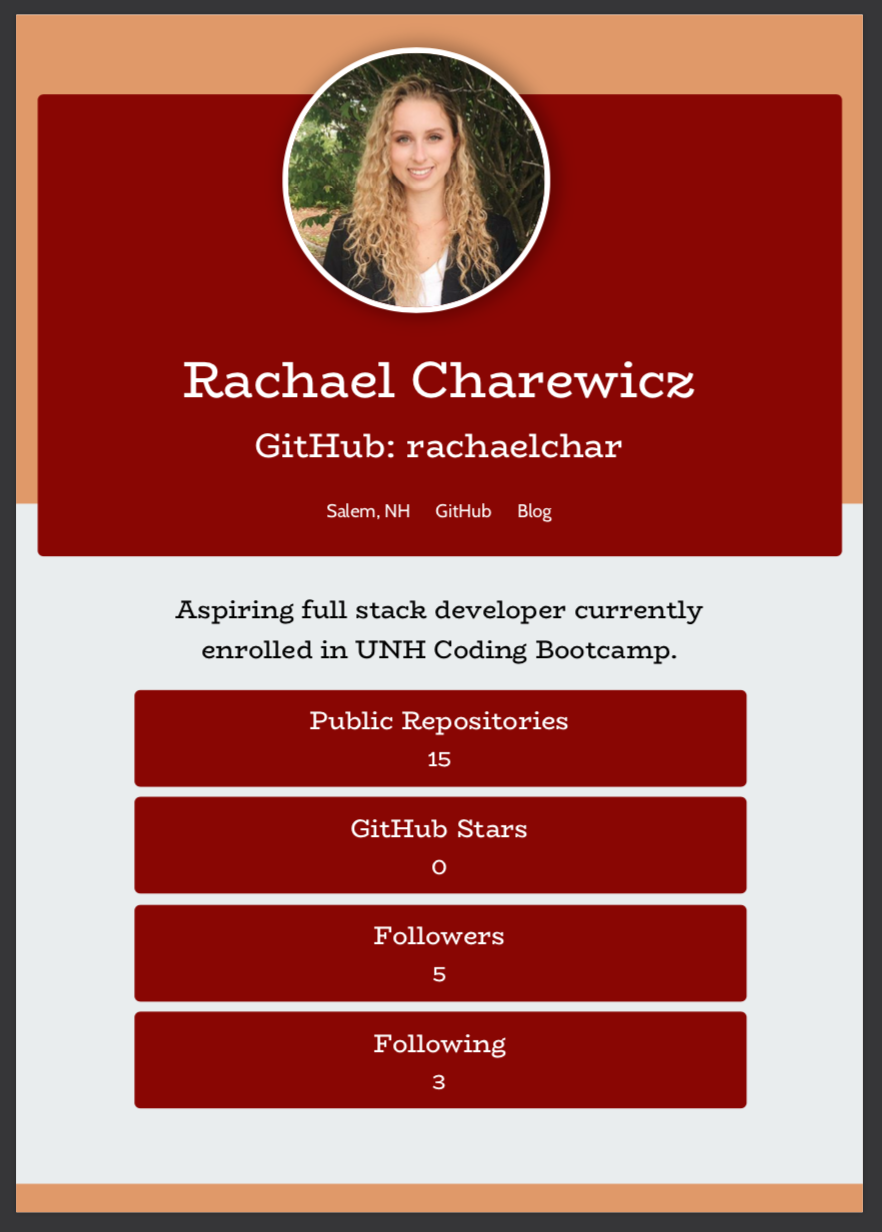 Rachael Charewicz
GitHub: rachaelchar
Salem, NH GitHub Blog
Aspiring full stack developer currently
enrolled in UNH Coding Bootcamp.
Public Repositories
15
GitHub Stars
0
Followers
5
Following
3